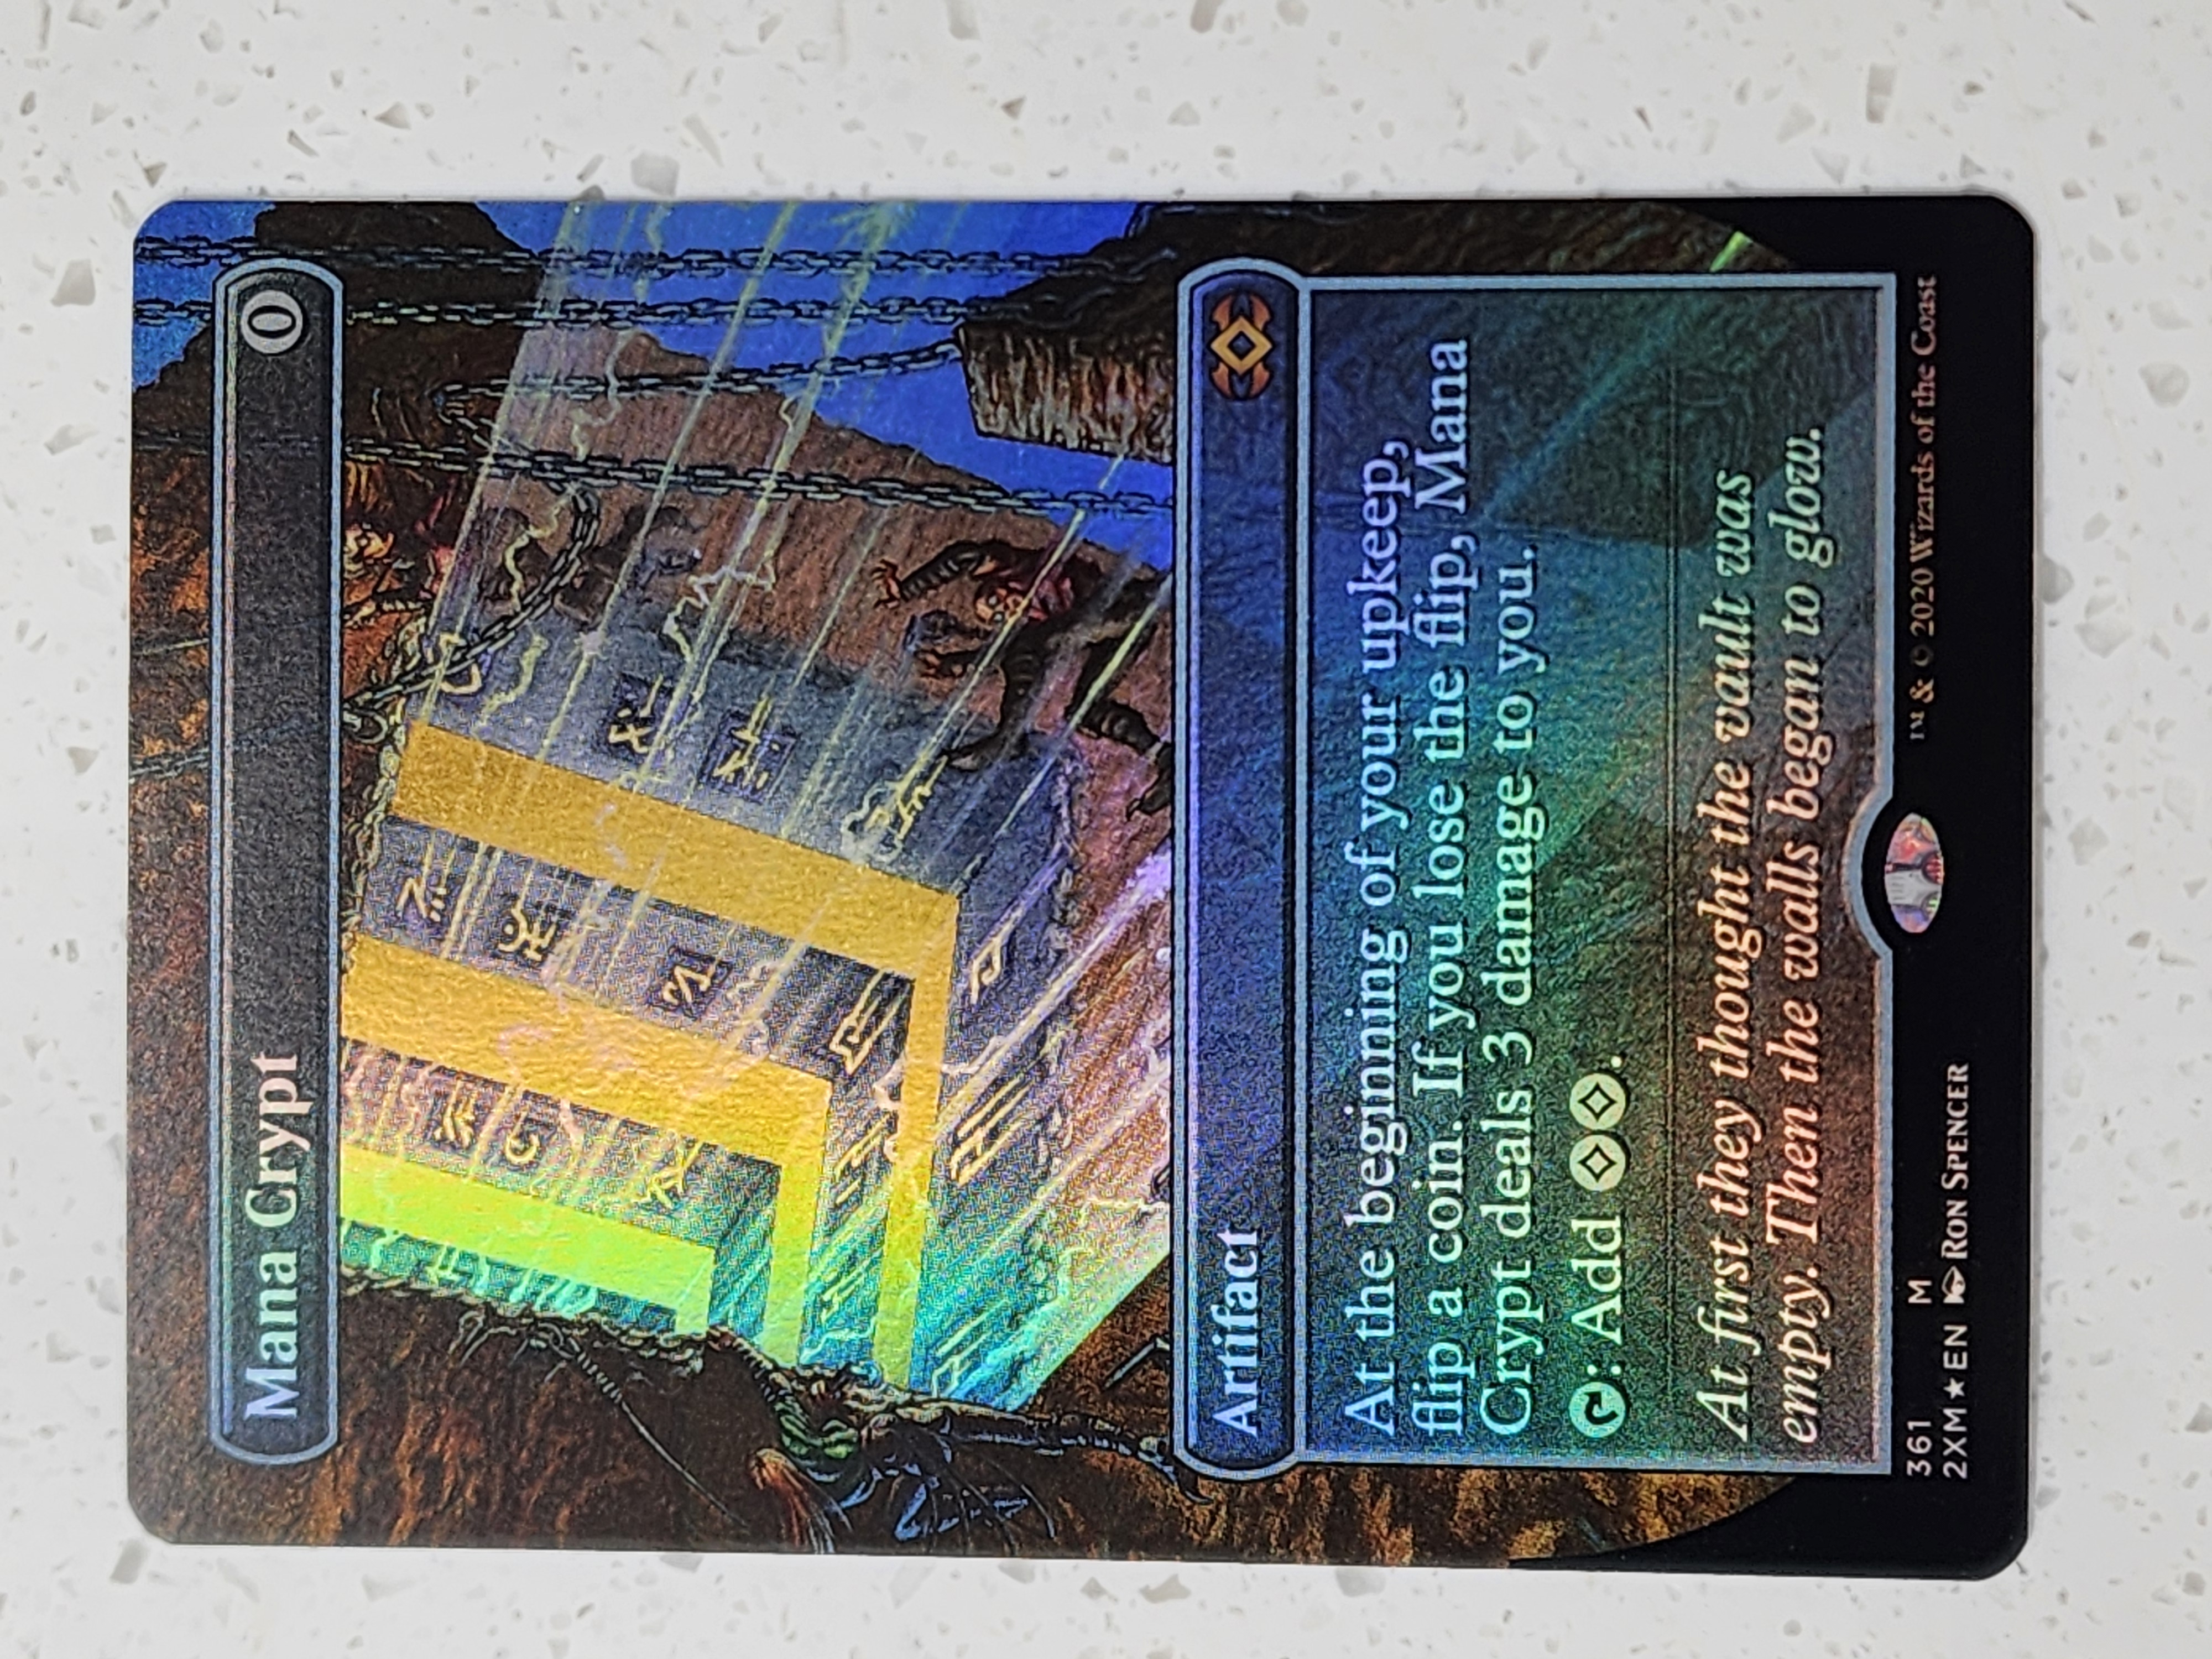 Mana Crypt 0
Artifact
At the beginning of your upkeep,
flip a coin. If you lose the flip, Mana
Crypt deals 3 damage to you.
: Add .
At first they thought the vault was
empty. Then the walls began to glow.
361 M
2XM★EN RON SPENCER
™ & © 2020 Wizards of the Coast